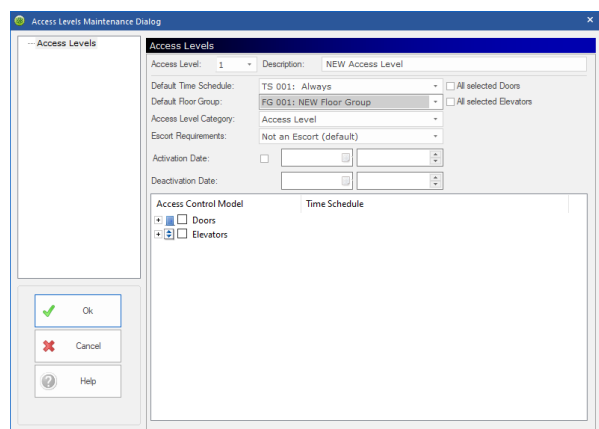 Access Levels Maintenance Dialog
Access Levels
Access Levels
Access Level: 1 Description: NEW Access Level
Default Time Schedule: TS 001: Always All selected Doors
Default Floor Group: FG 001: NEW Floor Group All selected Elevators
Access Level Category: Access Level
Escort Requirements: Not an Escort (default)
Activation Date:
Deactivation Date:
Access Control Model Time Schedule
Doors
Elevators
Ok
Cancel
Help